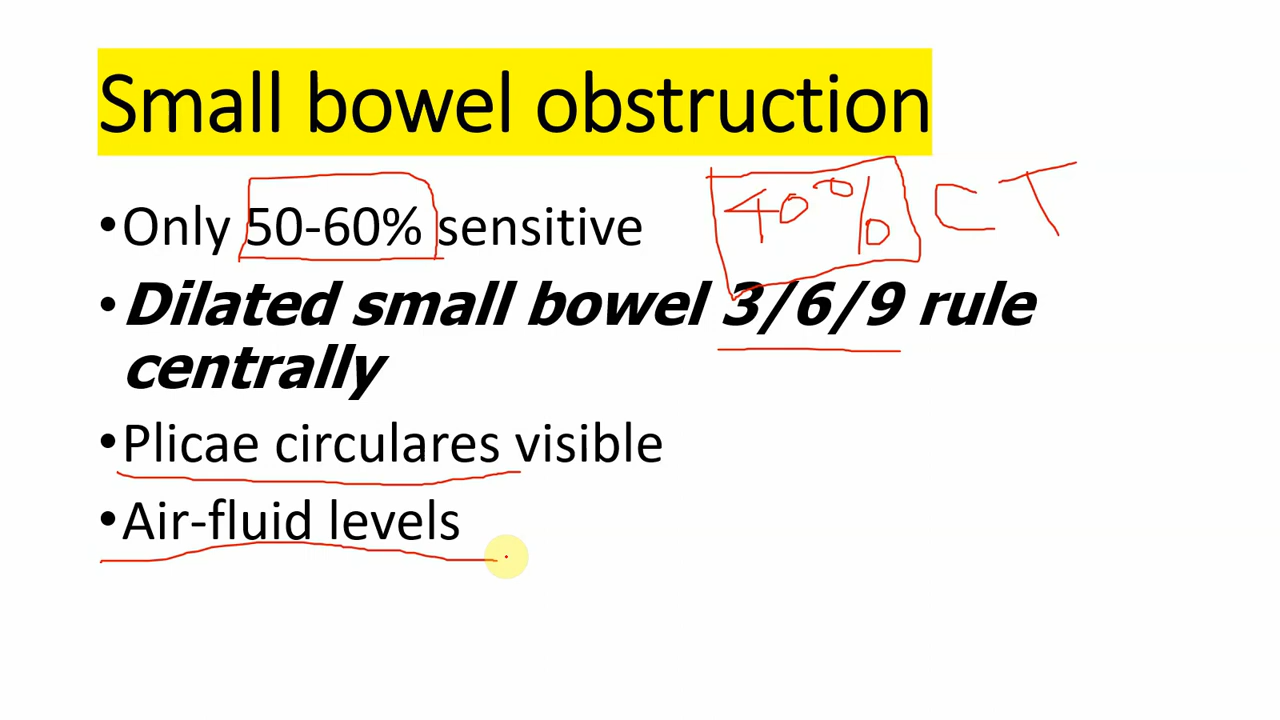 Small bowel obstruction
•Only 50-60% sensitive 40% CT
•Dilated small bowel 3/6/9 rule
centrally
•Plicae circulares visible
•Air-fluid levels